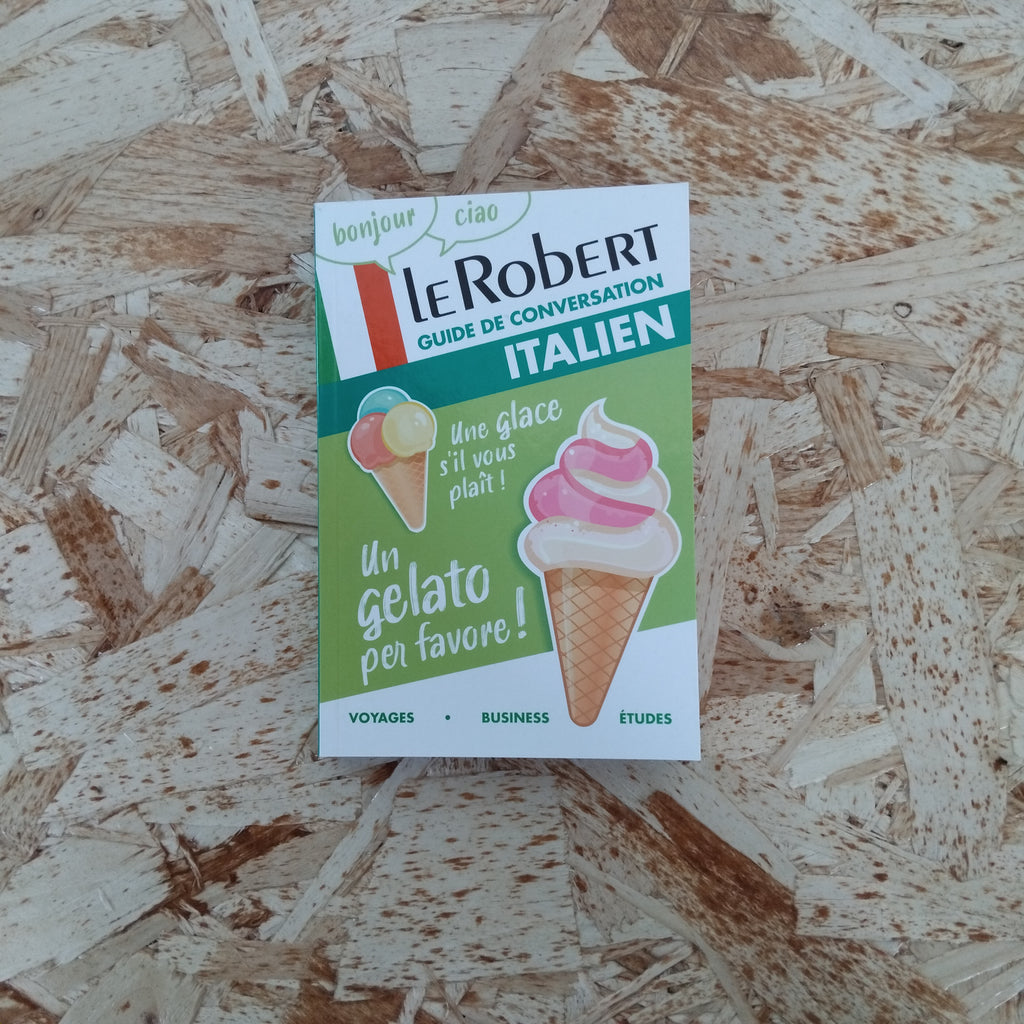 bonjour
ciao
LE ROBERT
GUIDE DE CONVERSATION
ITALIEN
Une glace
s'il vous
plaît !
Un
gelato
per favore !
VOYAGES • BUSINESS ÉTUDES